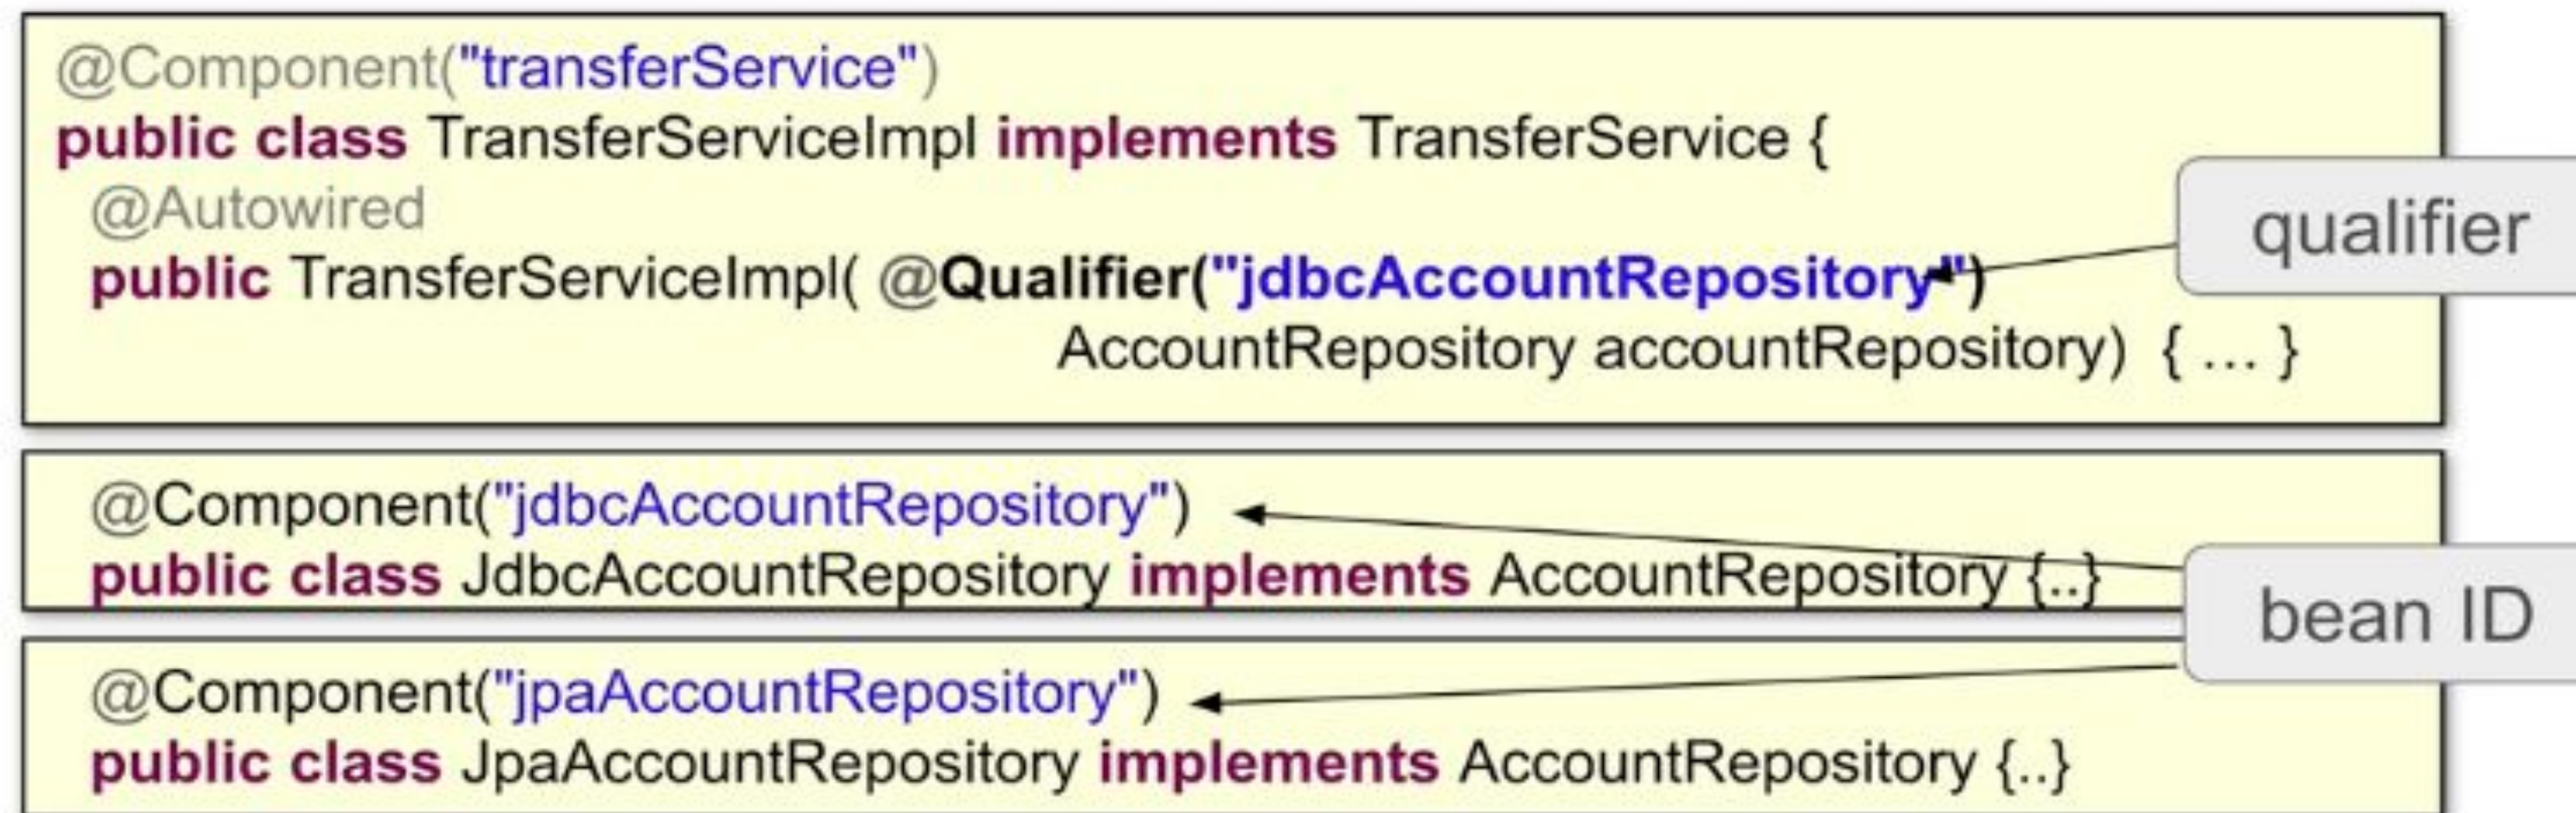 @Component("transferService")
public class TransferServiceImpl implements TransferService {
@Autowired
public TransferServiceImpl( @Qualifier("jdbcAccountRepository")
AccountRepository accountRepository) { ... }
qualifier
@Component("jdbcAccountRepository")
public class JdbcAccountRepository implements AccountRepository {..}
bean ID
@Component("jpaAccountRepository")
public class JpaAccountRepository implements AccountRepository {..}